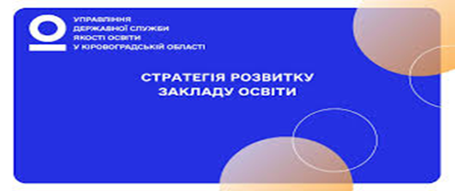 УПРАВЛІННЯ
ДЕРЖАВНОЇ СЛУЖБИ
ЯКОСТІ ОСВІТИ
У КІРОВОГРАДСЬКІЙ ОБЛАСТІ
СТРАТЕГІЯ РОЗВИТКУ
ЗАКЛАДУ ОСВІТИ